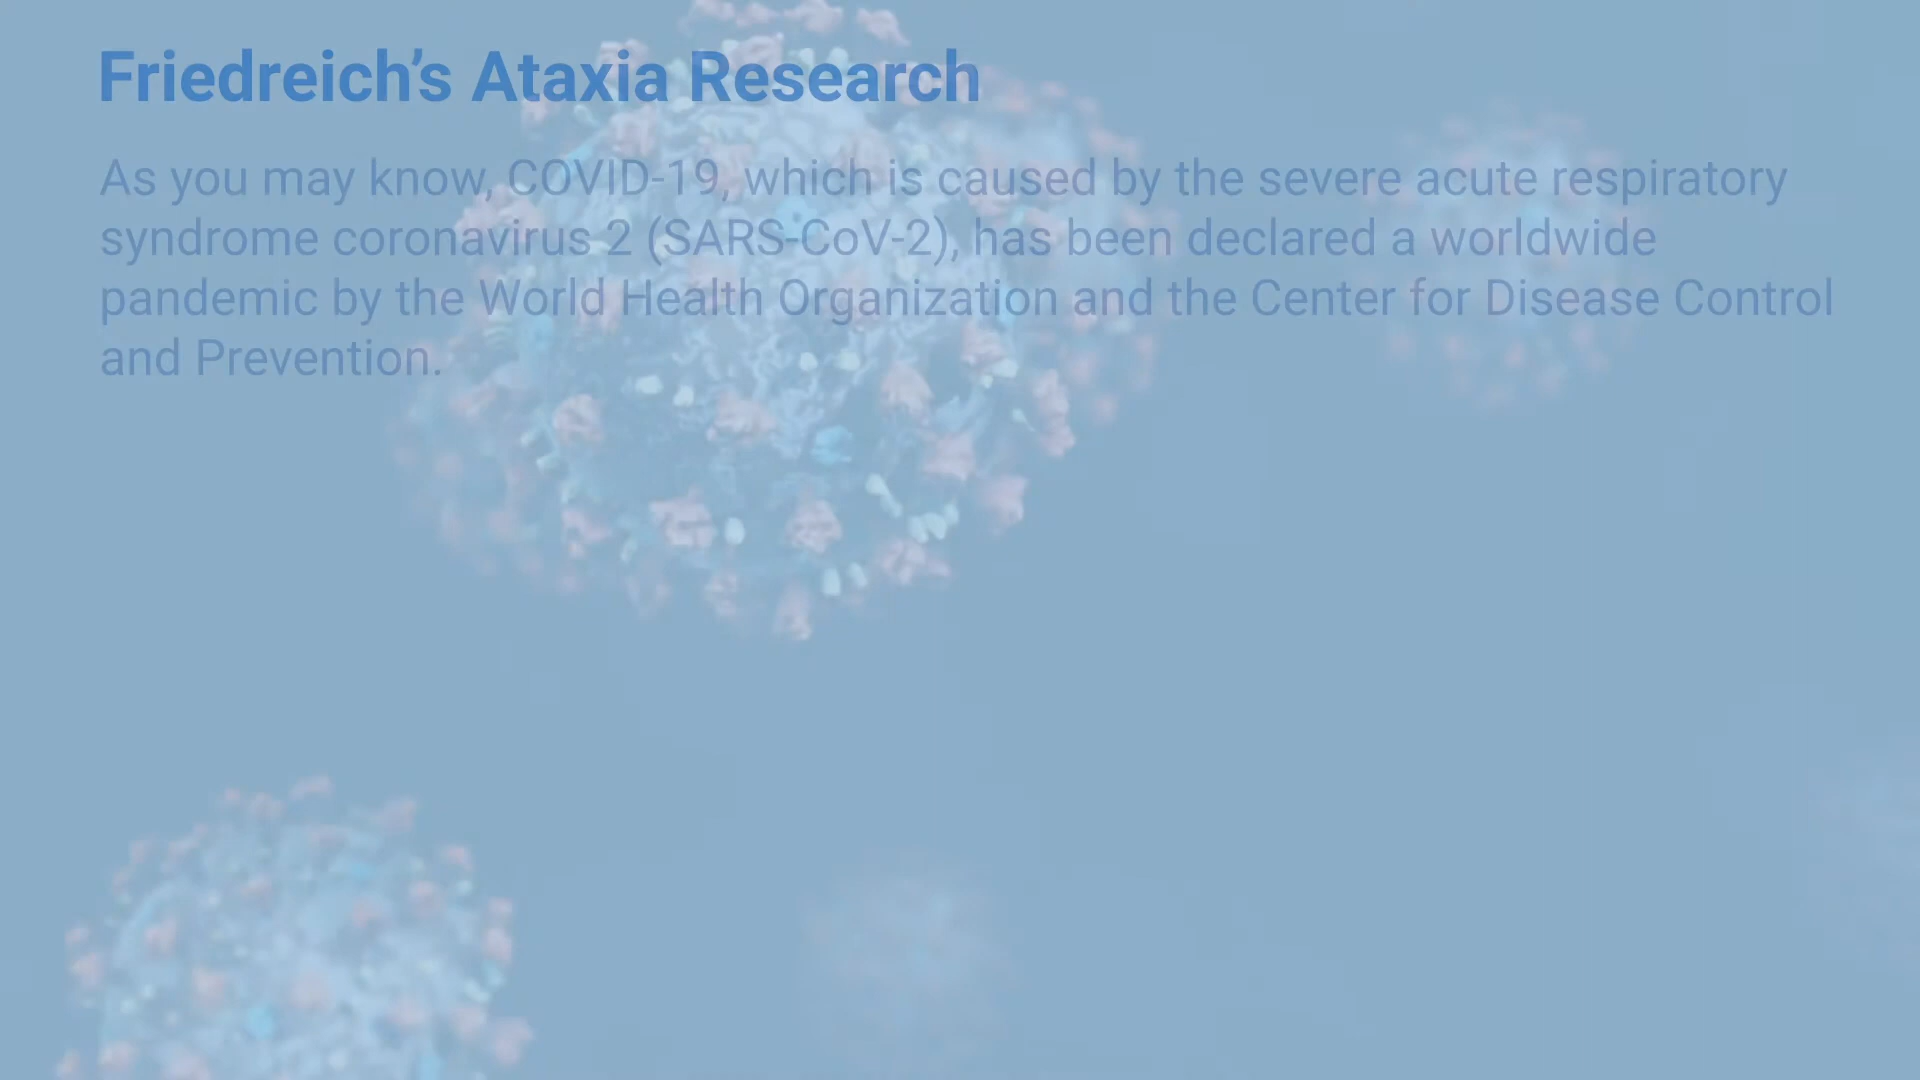 Friedreich’s Ataxia Research
As you may know, COVID-19, which is caused by the severe acute respiratory
syndrome coronavirus 2 (SARS-CoV-2), has been declared a worldwide
pandemic by the World Health Organization and the Center for Disease Control
and Prevention.